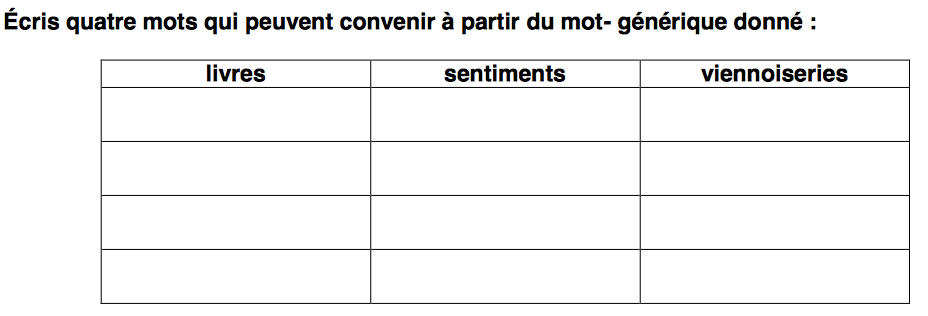 Écris quatre mots qui peuvent convenir à partir du mot- générique donné :
livres sentiments viennoiseries